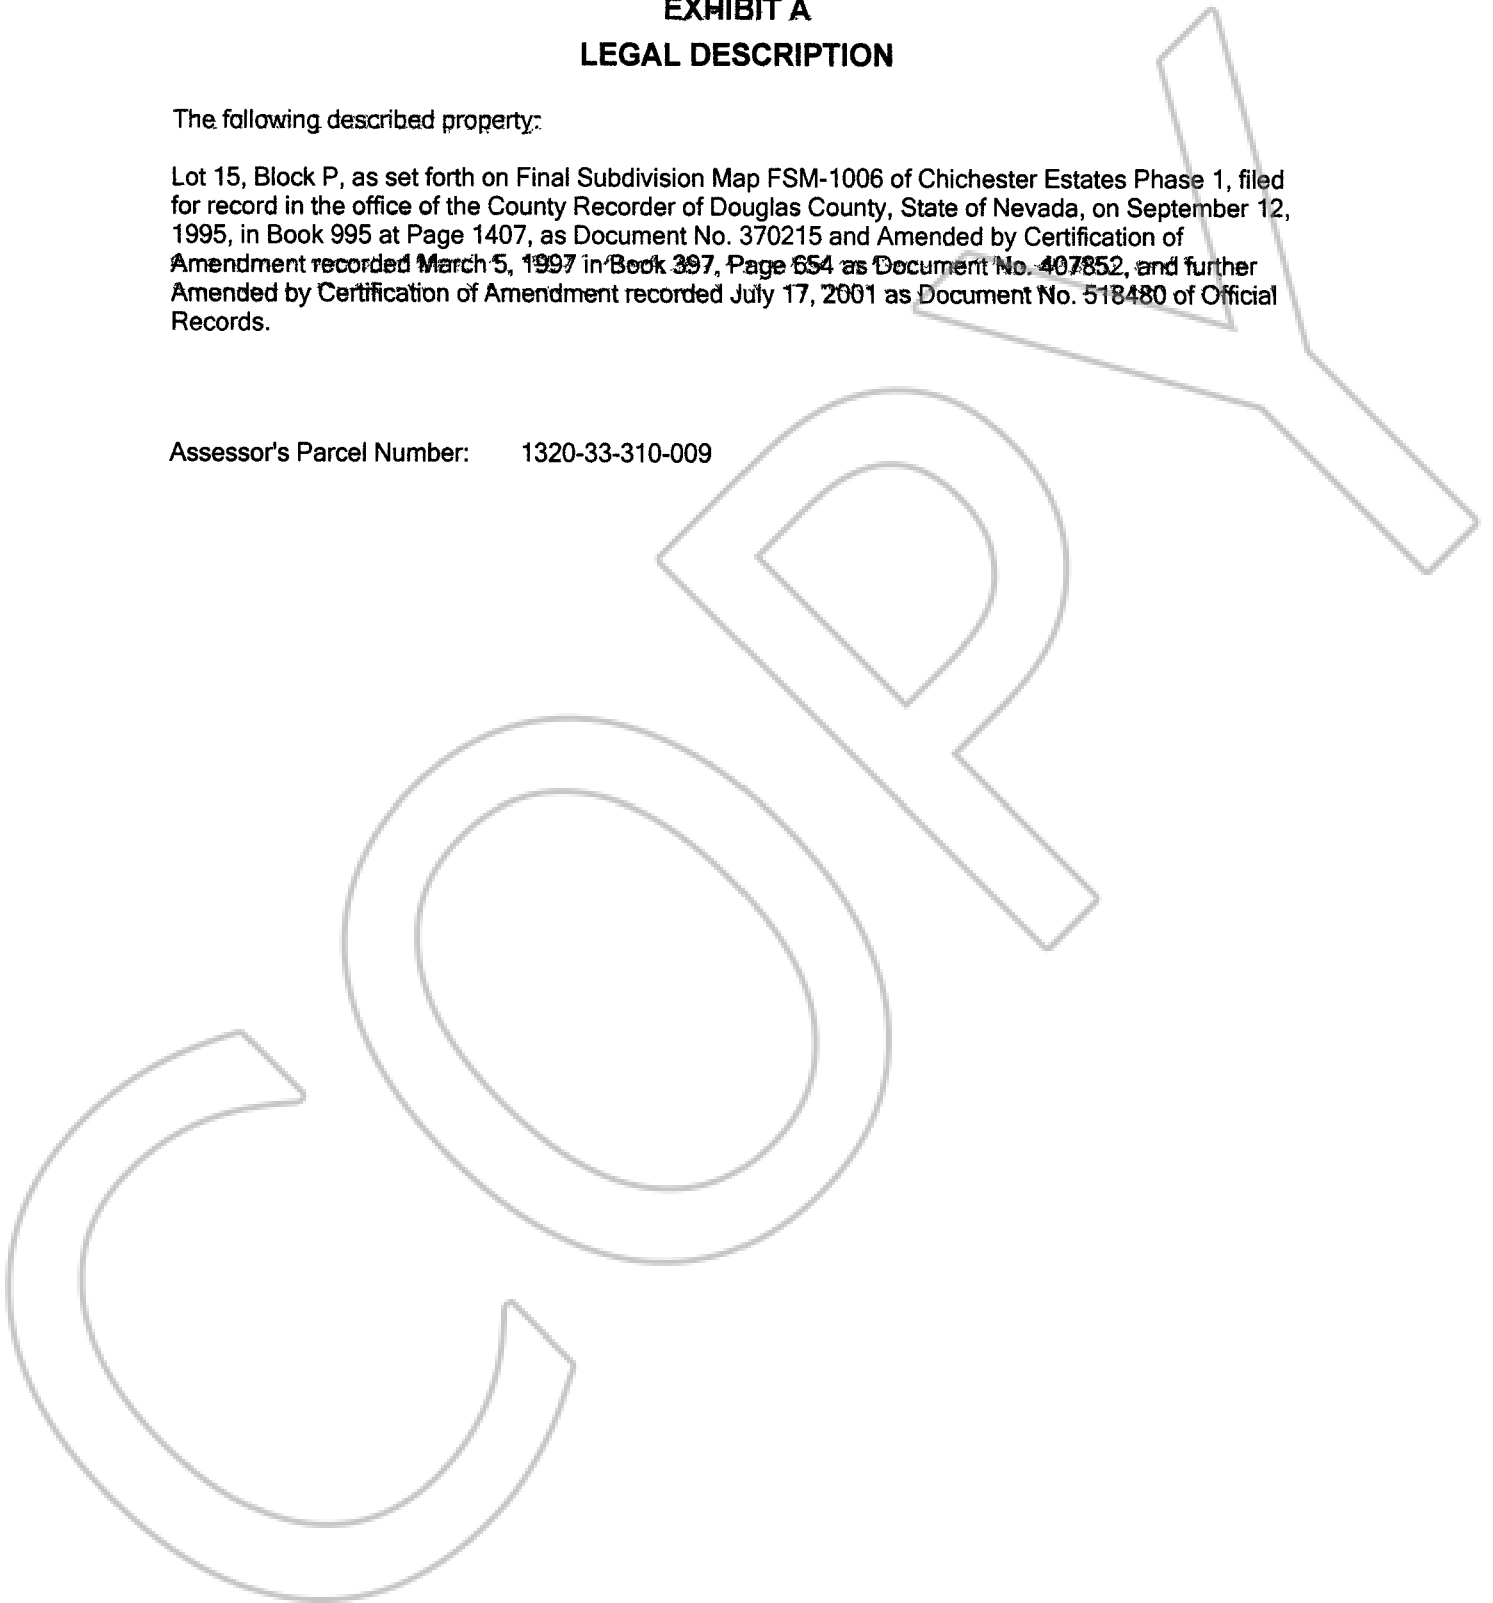 EXHIBIT A
LEGAL DESCRIPTION
The following described property:
Lot 15, Block P, as set forth on Final Subdivision Map FSM-1006 of Chichester Estates Phase 1, filed
for record in the office of the County Recorder of Douglas County, State of Nevada, on September 12,
1995, in Book 995 at Page 1407, as Document No. 370215 and Amended by Certification of
Amendment recorded March 5, 1997 in Book 397, Page 654 as Document No. 407852, and further
Amended by Certification of Amendment recorded July 17, 2001 as Document No. 518480 of Official
Records.
Assessor's Parcel Number: 1320-33-310-009
COPY